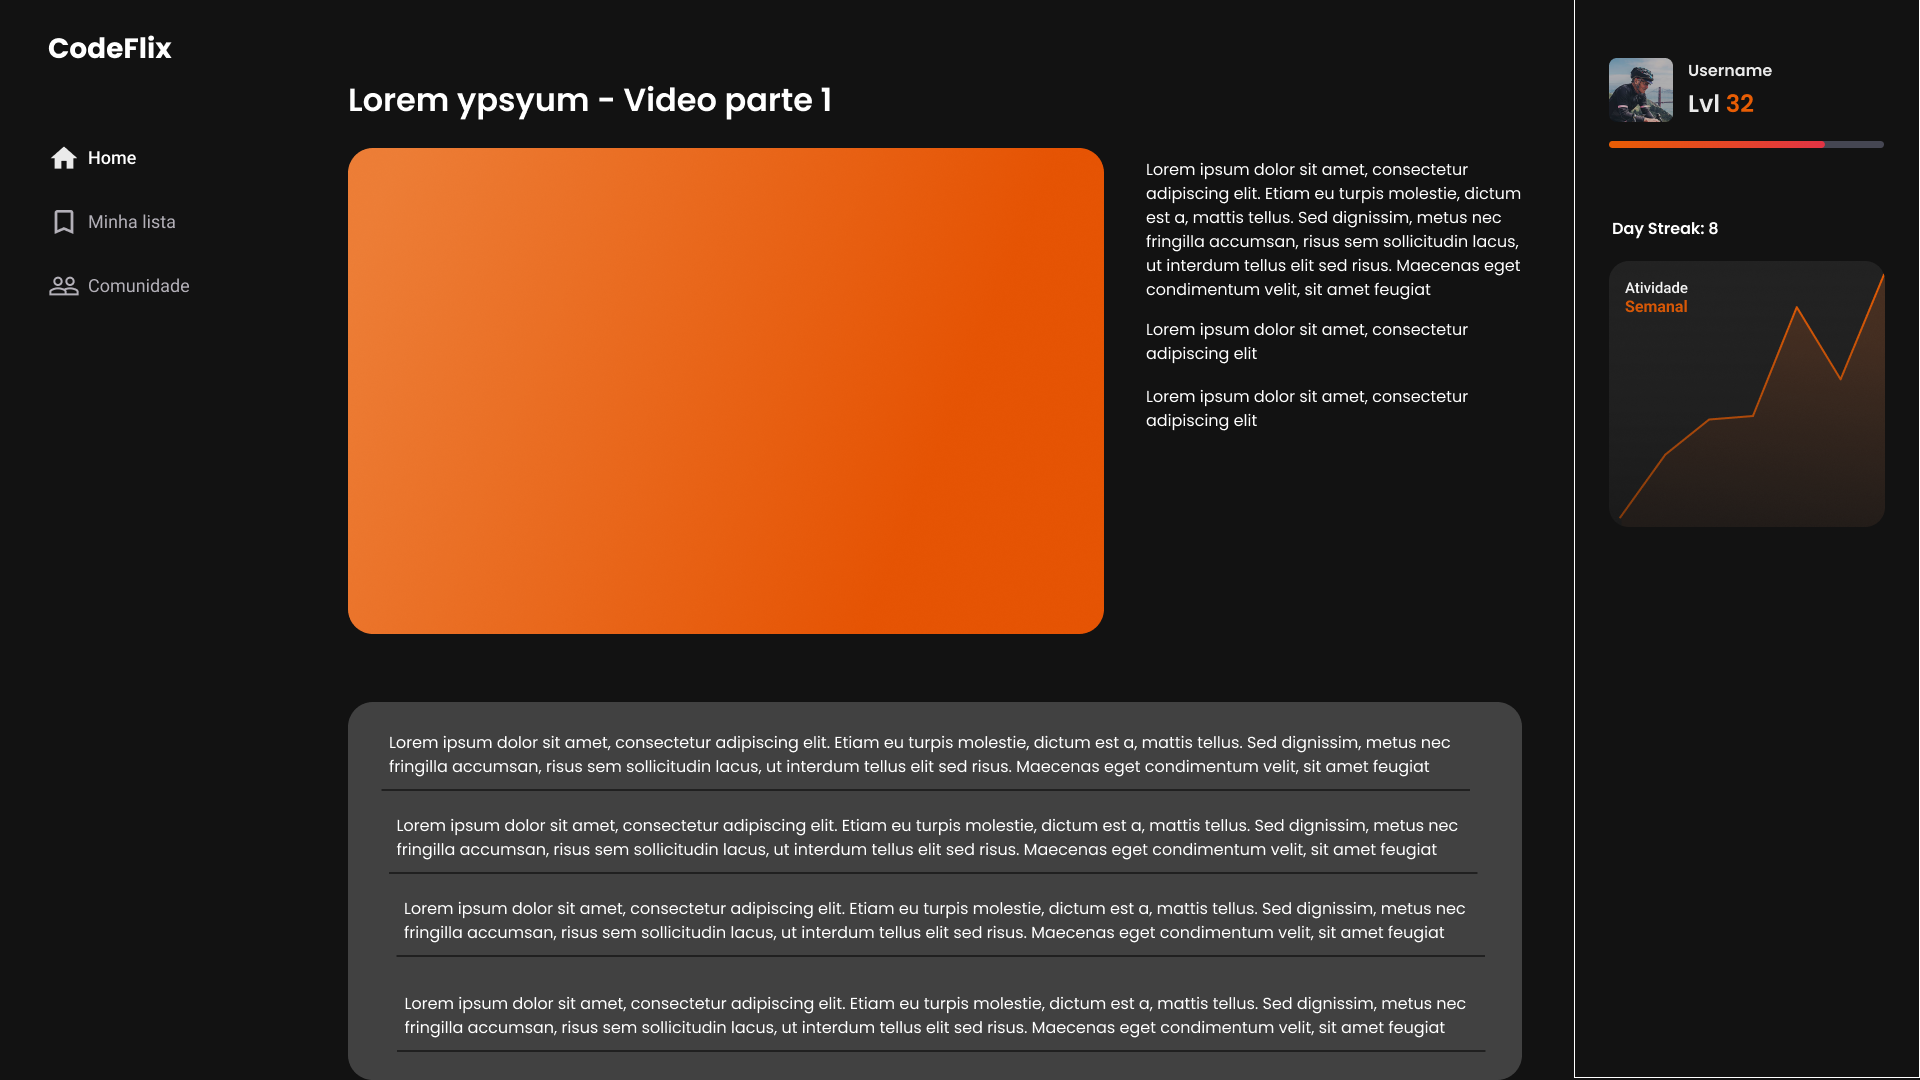 CodeFlix
Home
Minha lista
Comunidade
Lorem ypsyum - Video parte 1
Lorem ipsum dolor sit amet, consectetur
adipiscing elit. Etiam eu turpis molestie, dictum
est a, mattis tellus. Sed dignissim, metus nec
fringilla accumsan, risus sem sollicitudin lacus,
ut interdum tellus elit sed risus. Maecenas eget
condimentum velit, sit amet feugiat
Lorem ipsum dolor sit amet, consectetur
adipiscing elit
Lorem ipsum dolor sit amet, consectetur
adipiscing elit
Lorem ipsum dolor sit amet, consectetur adipiscing elit. Etiam eu turpis molestie, dictum est a, mattis tellus. Sed dignissim, metus nec
fringilla accumsan, risus sem sollicitudin lacus, ut interdum tellus elit sed risus. Maecenas eget condimentum velit, sit amet feugiat
Lorem ipsum dolor sit amet, consectetur adipiscing elit. Etiam eu turpis molestie, dictum est a, mattis tellus. Sed dignissim, metus nec
fringilla accumsan, risus sem sollicitudin lacus, ut interdum tellus elit sed risus. Maecenas eget condimentum velit, sit amet feugiat
Lorem ipsum dolor sit amet, consectetur adipiscing elit. Etiam eu turpis molestie, dictum est a, mattis tellus. Sed dignissim, metus nec
fringilla accumsan, risus sem sollicitudin lacus, ut interdum tellus elit sed risus. Maecenas eget condimentum velit, sit amet feugiat
Lorem ipsum dolor sit amet, consectetur adipiscing elit. Etiam eu turpis molestie, dictum est a, mattis tellus. Sed dignissim, metus nec
fringilla accumsan, risus sem sollicitudin lacus, ut interdum tellus elit sed risus. Maecenas eget condimentum velit, sit amet feugiat
Username
Lvl 32
Day Streak: 8
Atividade
Semanal